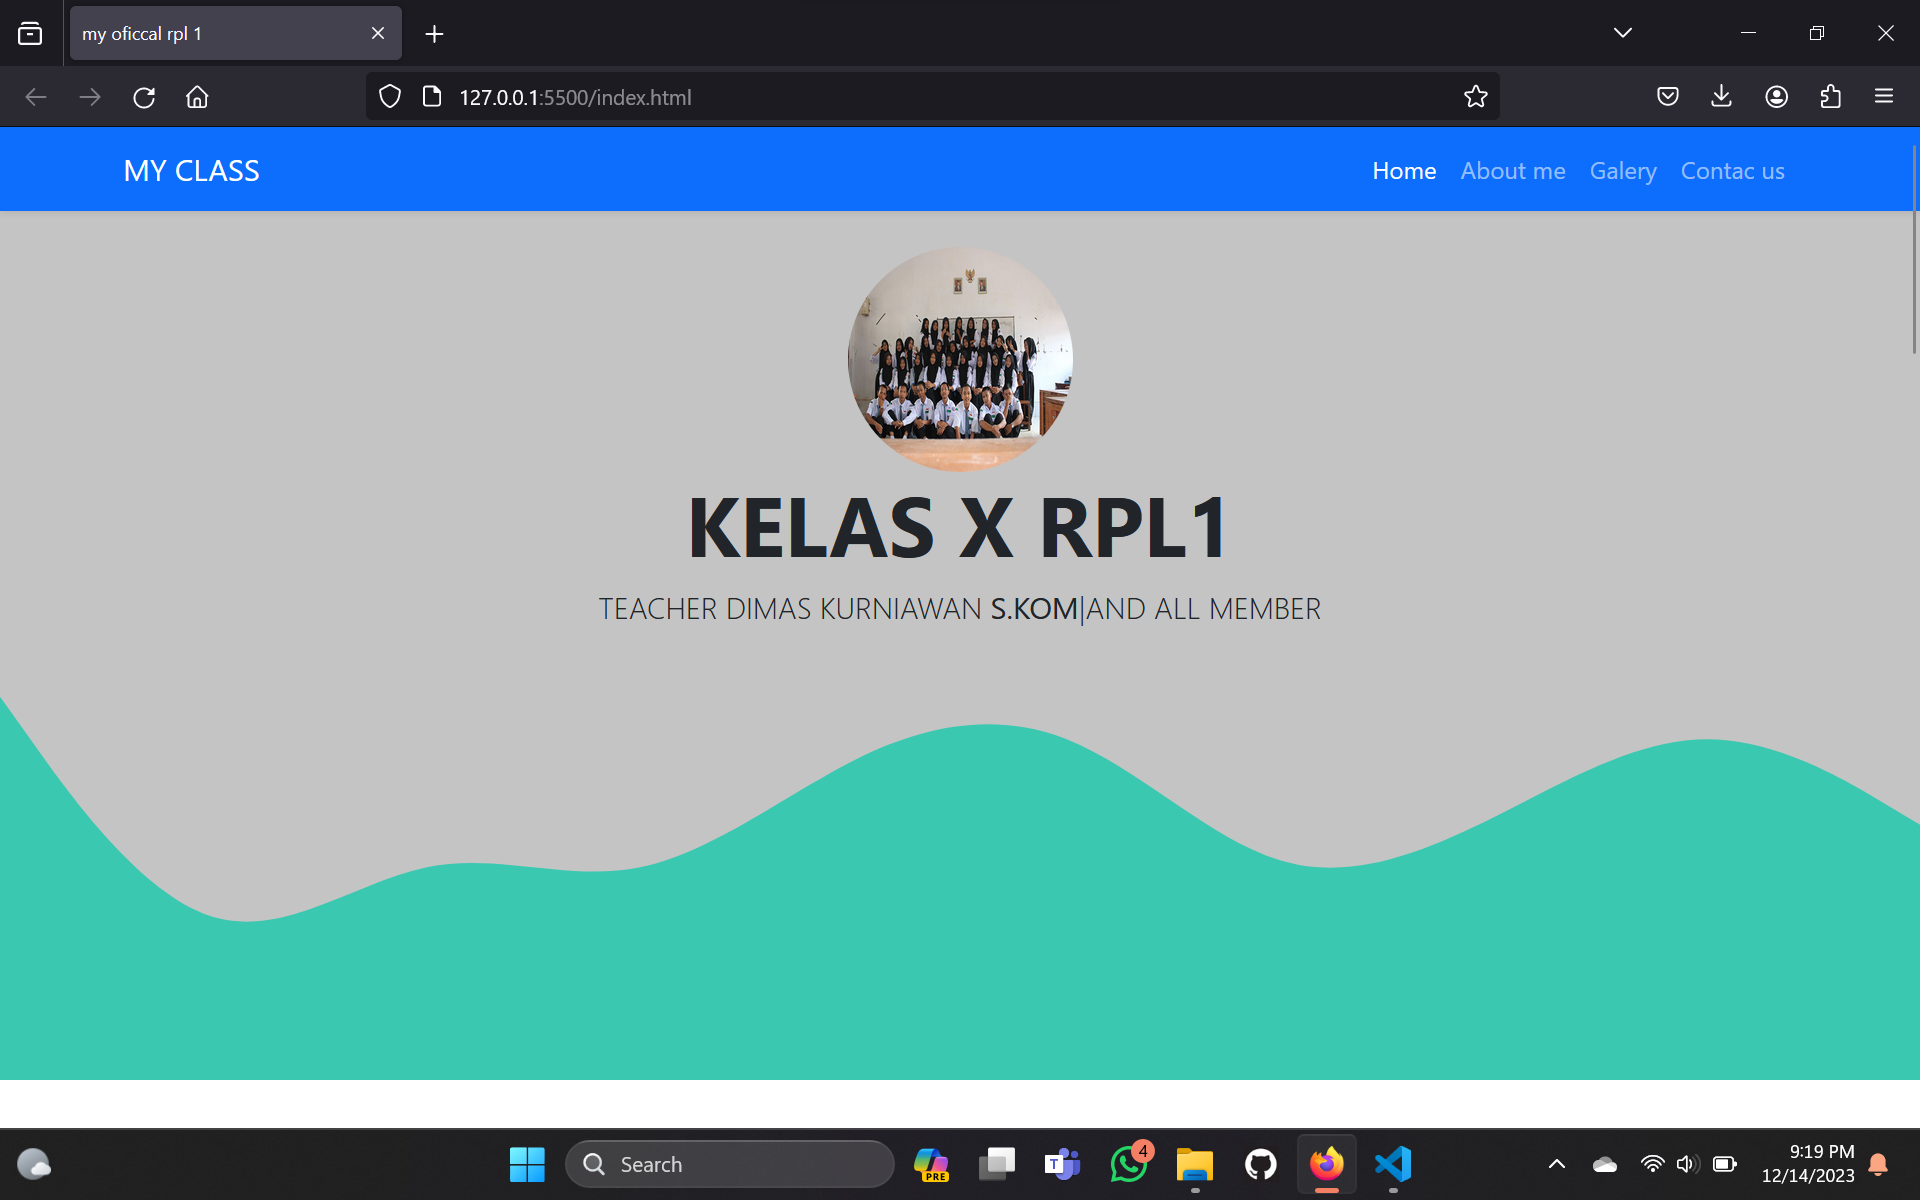 my oficcal rpl 1
127.0.0.1:5500/index.html
MY CLASS
Home About me Galery Contac us
KELAS X RPL1
TEACHER DIMAS KURNIAWAN S.KOM|AND ALL MEMBER
Search
PRE
T
4
9:19 PM
12/14/2023